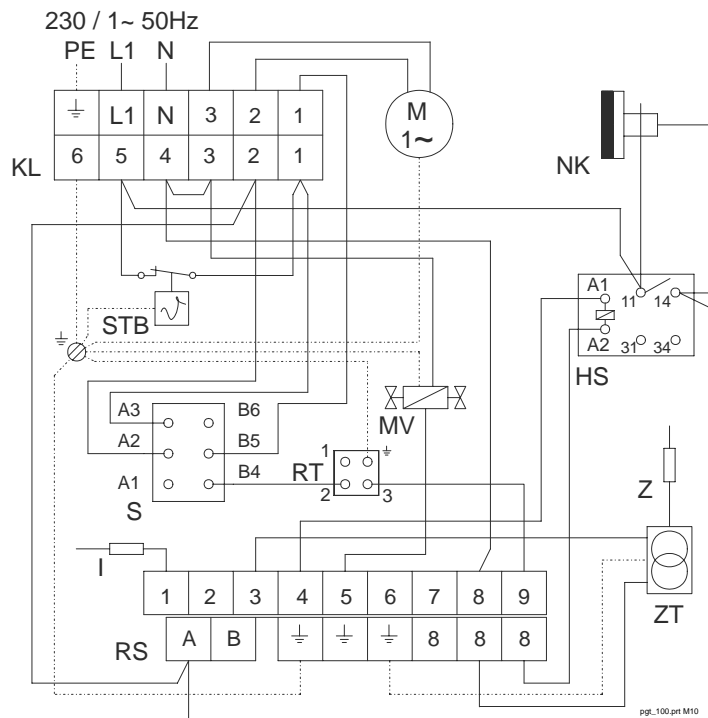 230 / 1~ 50Hz
PE L1 N
L1 N 3 2 1
6 5 4 3 2 1
KL
M
1~
NK
STB
A1
11 14
A2
31 34
HS
A3 B6
A2 B5
A1 B4
S
MV
RT
1
2 3
Z
I
1 2 3 4 5 6 7 8 9
ZT
RS
A B 8 8 8
pgt_100.prt M10